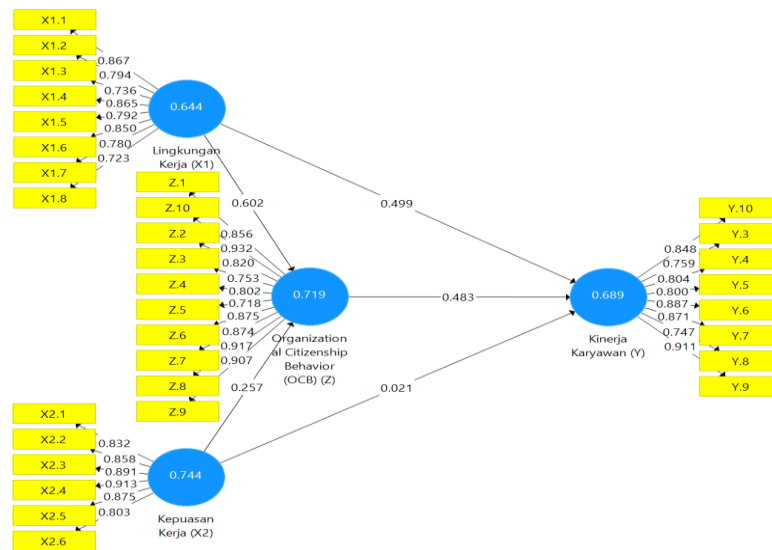 X1.1
X1.2
X1.3
X1.4
X1.5
X1.6
X1.7
X1.8
0.867
0.794
0.736
0.865
0.792
0.850
0.780
0.723
0.644
Lingkungan
Kerja (X1)
0.602
0.499
Z.1
Z.10
Z.2
Z.3
Z.4
Z.5
Z.6
Z.7
Z.8
Z.9
0.856
0.932
0.820
0.753
0.802
0.718
0.875
0.874
0.917
0.907
0.719
Organization
al Citizenship
Behavior
(OCB) (Z)
0.483
0.257
0.021
X2.1
X2.2
X2.3
X2.4
X2.5
X2.6
0.832
0.858
0.891
0.913
0.875
0.803
0.744
Kepuasan
Kerja (X2)
0.689
Kinerja
Karyawan (Y)
0.848
0.759
0.804
0.800
0.887
0.871
0.747
0.911
Y.10
Y.3
Y.4
Y.5
Y.6
Y.7
Y.8
Y.9